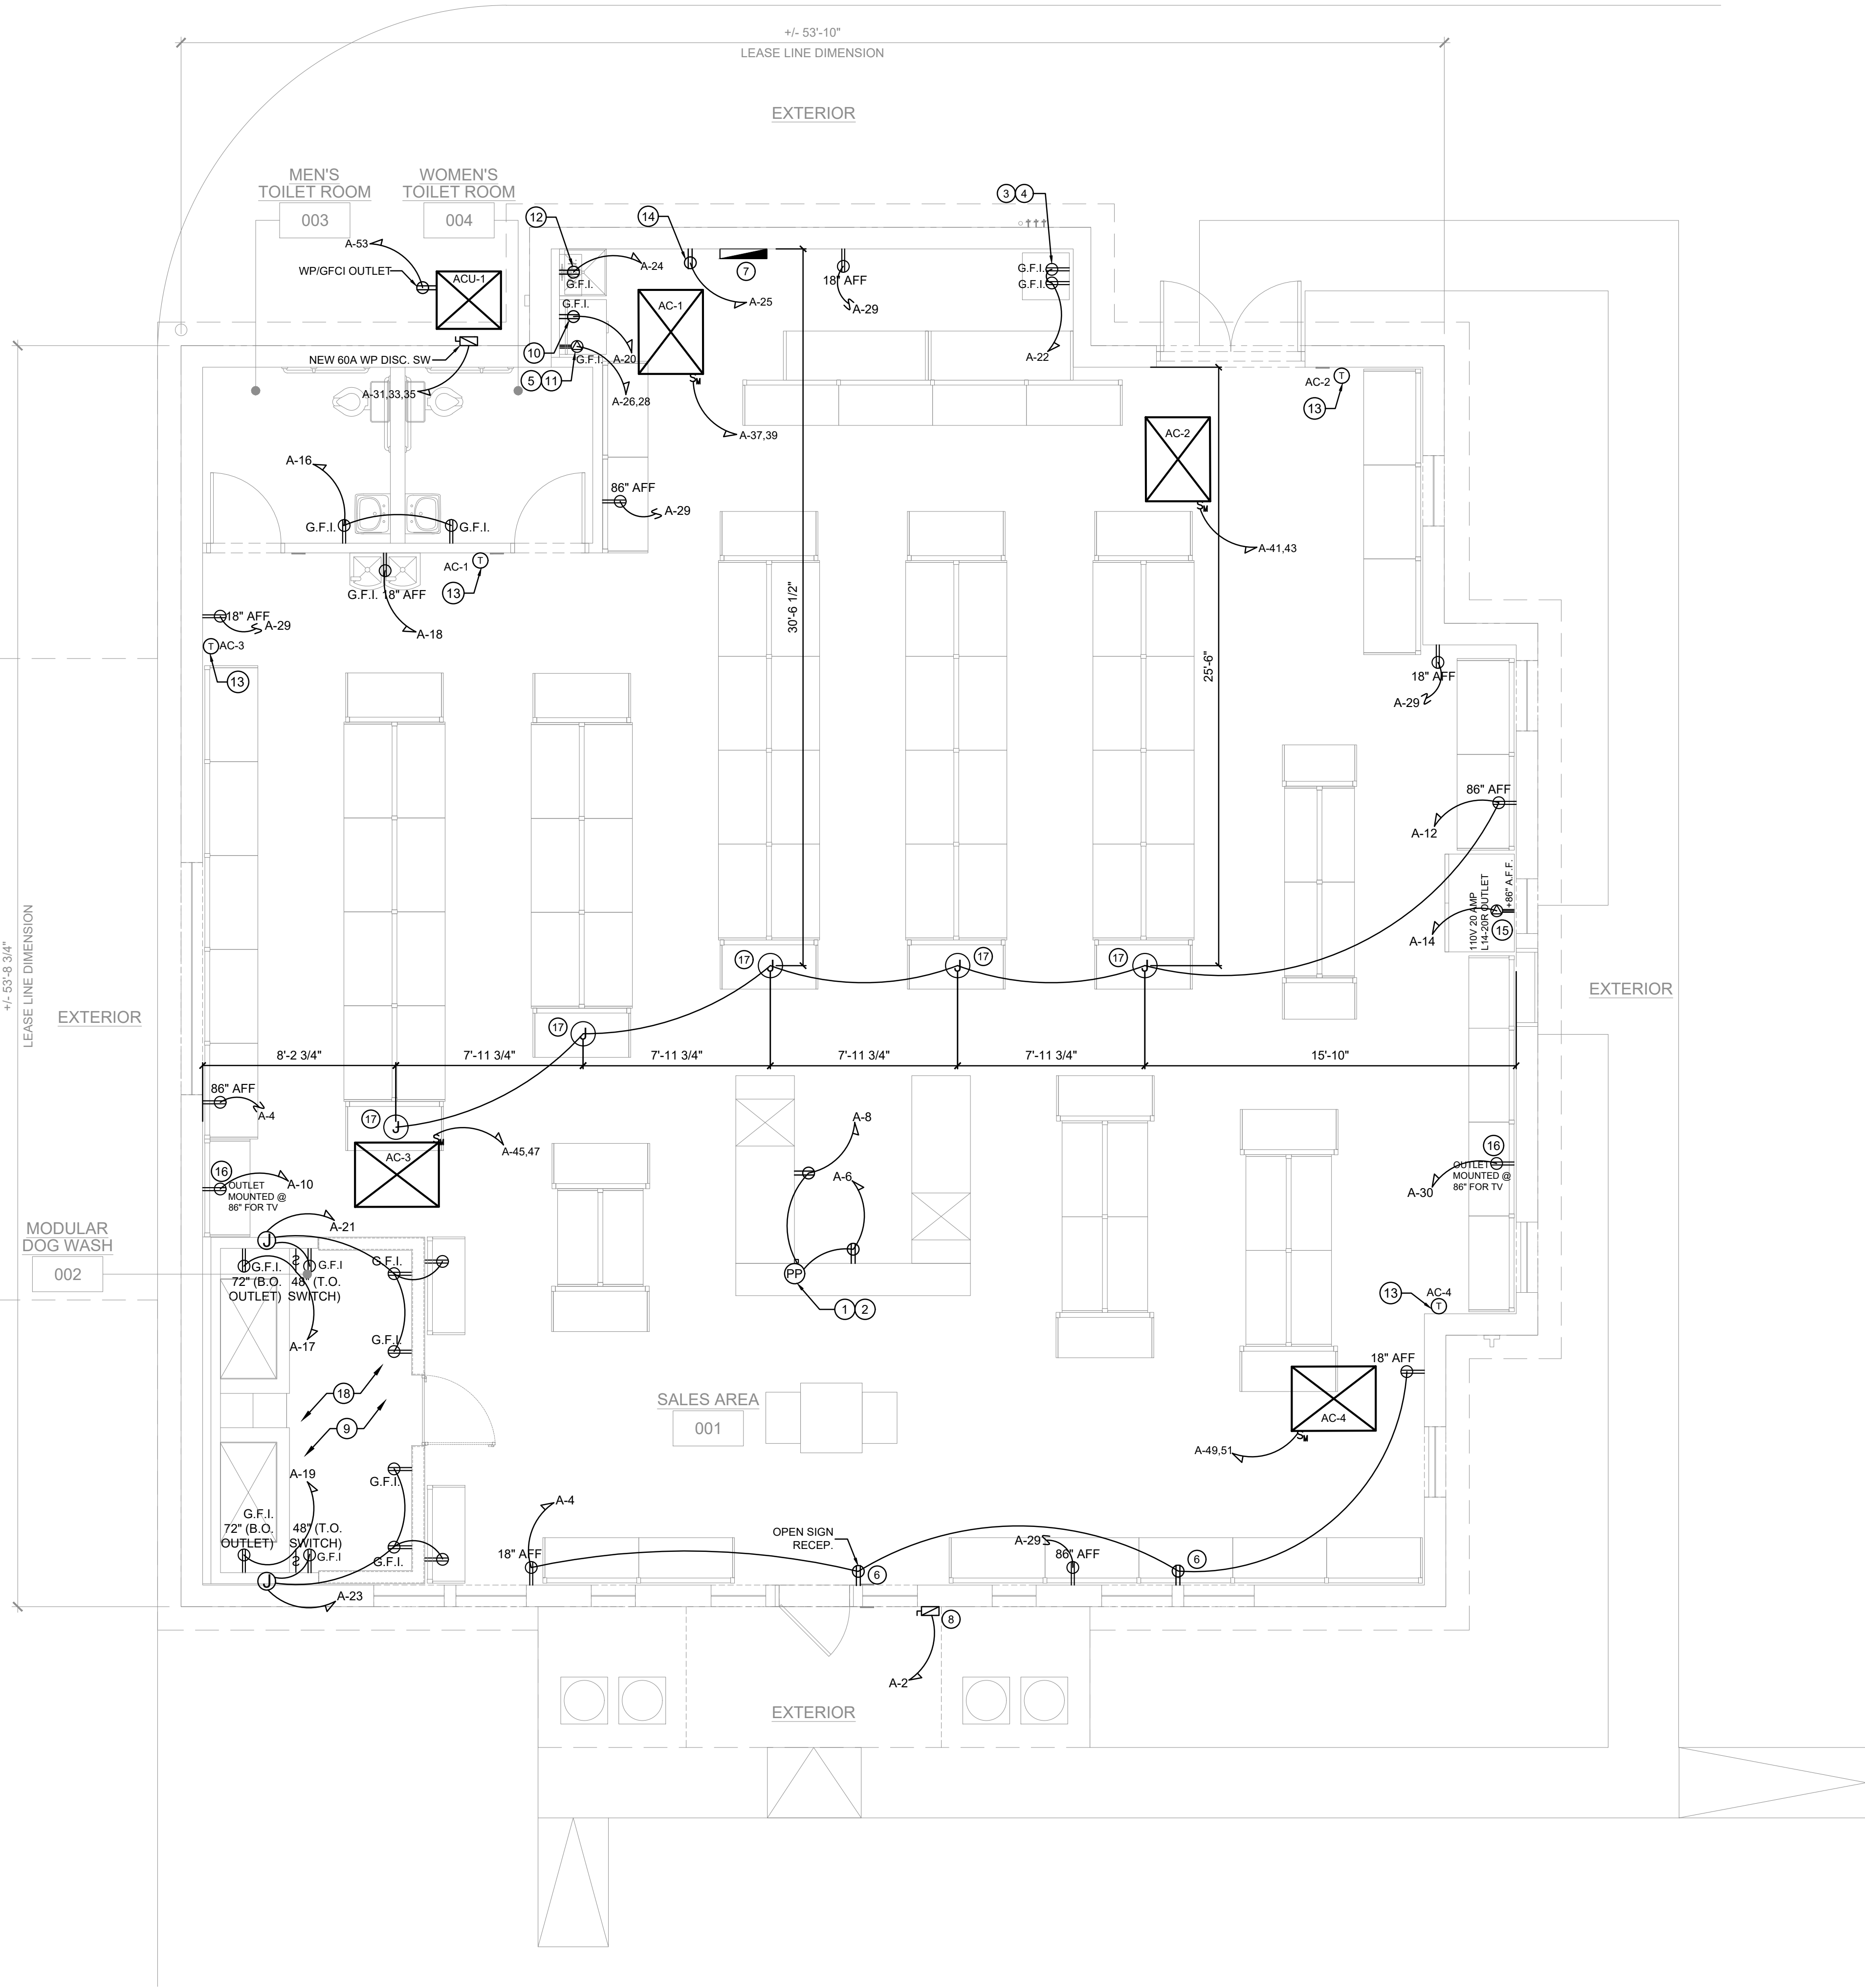 +/- 53'-10"
LEASE LINE DIMENSION
EXTERIOR
MEN'S
TOILET ROOM
003
WOMEN'S
TOILET ROOM
004
A-53
WP/GFCI OUTLET
ACU-1
NEW 60A WP DISC. SW
A-31,33,35
12
14
3 4
A-24
G.F.I.
7
18" AFF
A-29
G.F.I.
G.F.I.
A-22
G.F.I.
AC-1
A-25
10
A-20
G.F.I.
5 11
A-26,28
SM
A-37,39
AC-2
T
13
AC-2
SM
A-41,43
A-16
G.F.I.
G.F.I.
86" AFF
A-29
AC-1
T
13
G.F.I. 18" AFF
A-18
18" AFF
A-29
T
AC-3
13
30'-6 1/2"
25'-6"
18" AFF
A-29
86" AFF
A-12
110V 20 AMP
L14-20R OUTLET
+86" A.F.F.
A-14
15
17
J
J
17
17
J
17
J
+/- 53'-8 3/4"
LEASE LINE DIMENSION
EXTERIOR
EXTERIOR
8'-2 3/4"
7'-11 3/4"
7'-11 3/4"
7'-11 3/4"
7'-11 3/4"
15'-10"
86" AFF
A-4
17
J
AC-3
SM
A-45,47
A-8
A-6
PP
1 2
16
OUTLET
MOUNTED @
86" FOR TV
A-10
16
OUTLET
MOUNTED @
86" FOR TV
A-30
MODULAR
DOG WASH
002
J
A-21
G.F.I.
72" (B.O.
OUTLET)
S
G.F.I
48" (T.O.
SWITCH)
G.F.I.
A-17
G.F.I.
18
9
13
AC-4
T
18" AFF
SALES AREA
001
AC-4
SM
A-49,51
A-19
G.F.I.
G.F.I.
72" (B.O.
OUTLET)
48" (T.O.
SWITCH)
S
G.F.I
G.F.I.
J
A-23
A-4
18" AFF
OPEN SIGN
RECEP.
6
A-29
86" AFF
6
8
A-2
EXTERIOR